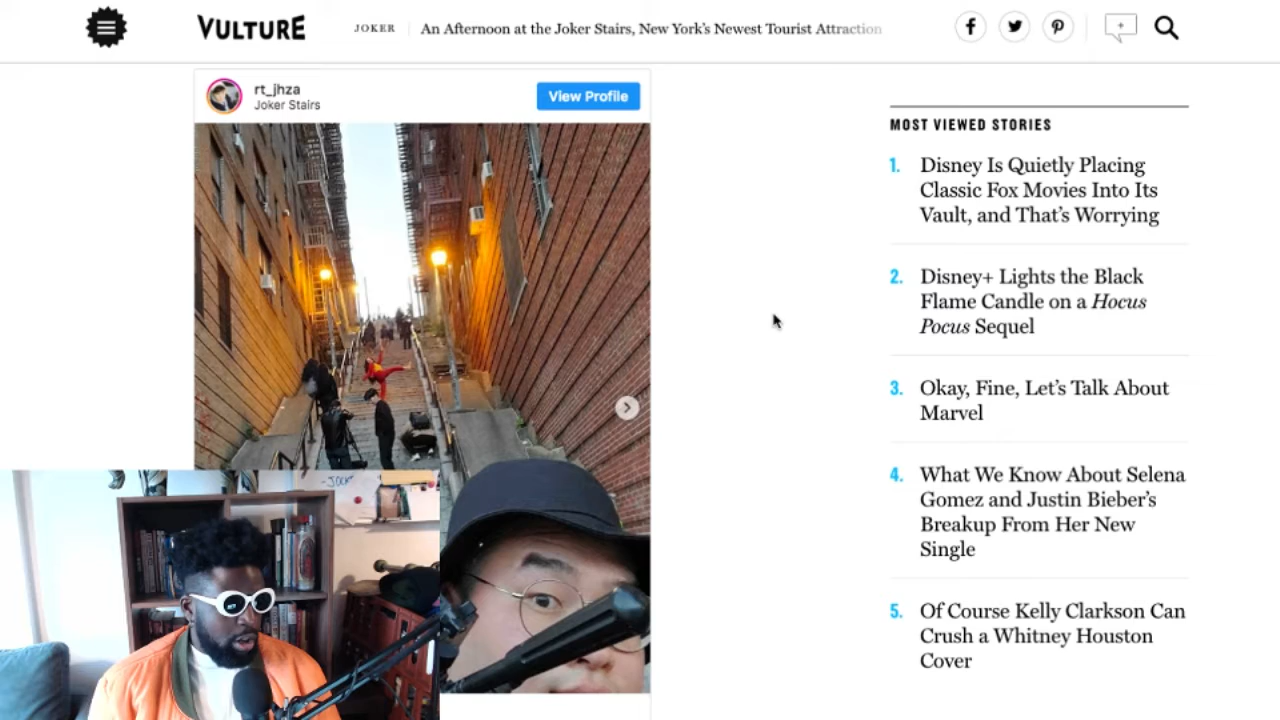 VULTURE
JOKER
An Afternoon at the Joker Stairs, New York's Newest Tourist Attraction
rt_jhza
Joker Stairs
View Profile
MOST VIEWED STORIES
1. Disney Is Quietly Placing
Classic Fox Movies Into Its
Vault, and That's Worrying
2. Disney+ Lights the Black
Flame Candle on a Hocus
Pocus Sequel
3. Okay, Fine, Let's Talk About
Marvel
4. What We Know About Selena
Gomez and Justin Bieber's
Breakup From Her New
Single
5. Of Course Kelly Clarkson Can
Crush a Whitney Houston
Cover